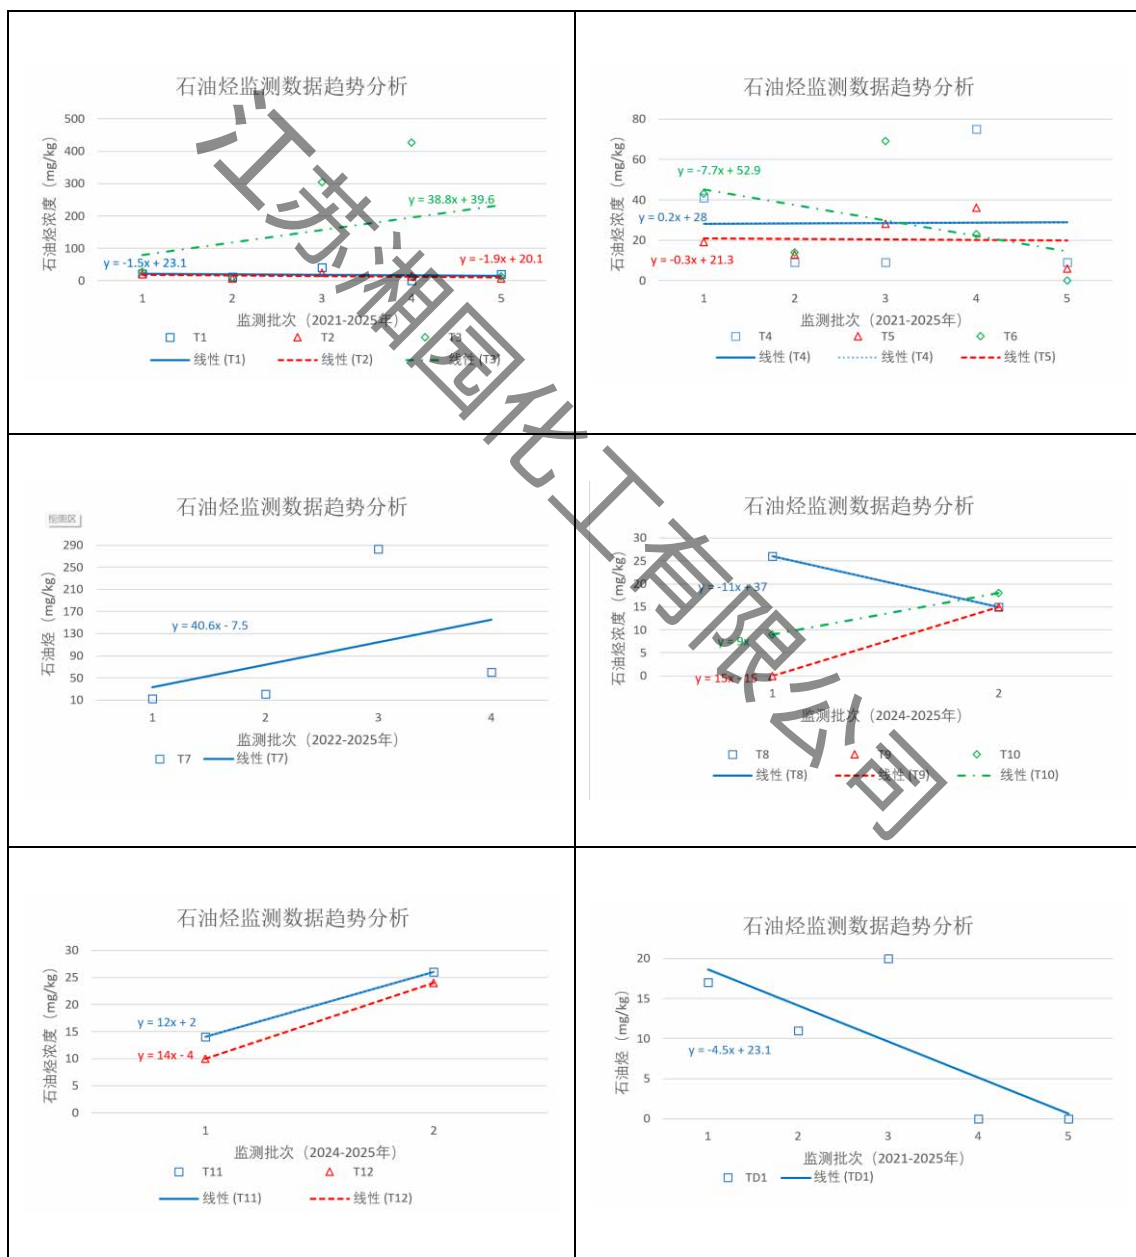 石油烃监测数据趋势分析
石油烃浓度（mg/kg）
500
400
300
200
100
0
y = 38.8x + 39.6
y = -1.5x + 23.1
y = -1.9x + 20.1
1 2 3 4 5
监测批次（2021-2025年）
T1 T2 T3
线性 (T1) 线性 (T2) 线性 (T3)
石油烃监测数据趋势分析
石油烃浓度（mg/kg）
80
60
40
20
0
y = -7.7x + 52.9
y = 0.2x + 28
y = -0.3x + 21.3
1 2 3 4 5
监测批次（2021-2025年）
T4 T5 T6
线性 (T4) 线性 (T4) 线性 (T5)
石油烃监测数据趋势分析
石油烃（mg/kg）
290
250
210
170
130
90
50
10
y = 40.6x - 7.5
1 2 3 4
监测批次（2022-2025年）
T7 线性 (T7)
石油烃监测数据趋势分析
石油烃浓度（mg/kg）
30
25
20
15
10
5
0
y = -11x + 37
y = 9x
y = 15x - 15
1 2
监测批次（2024-2025年）
T8 T9 T10
线性 (T8) 线性 (T9) 线性 (T10)
石油烃监测数据趋势分析
石油烃浓度（mg/kg）
30
25
20
15
10
5
0
y = 12x + 2
y = 14x - 4
1 2
监测批次（2024-2025年）
T11 T12
线性 (T11) 线性 (T12)
石油烃监测数据趋势分析
石油烃（mg/kg）
20
15
10
5
0
y = -4.5x + 23.1
1 2 3 4 5
监测批次（2021-2025年）
TD1 线性 (TD1)
江苏湘园化工有限公司